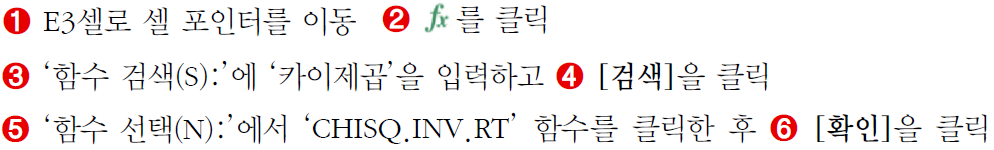 ❶ E3셀로 셀 포인터를 이동 ❷ fx를 클릭
❸ ‘함수 검색(S):’에 ‘카이제곱’을 입력하고 ❹ [검색]을 클릭
❺ ‘함수 선택(N):’에서 ‘CHISQ.INV.RT’ 함수를 클릭한 후 ❻ [확인]을 클릭